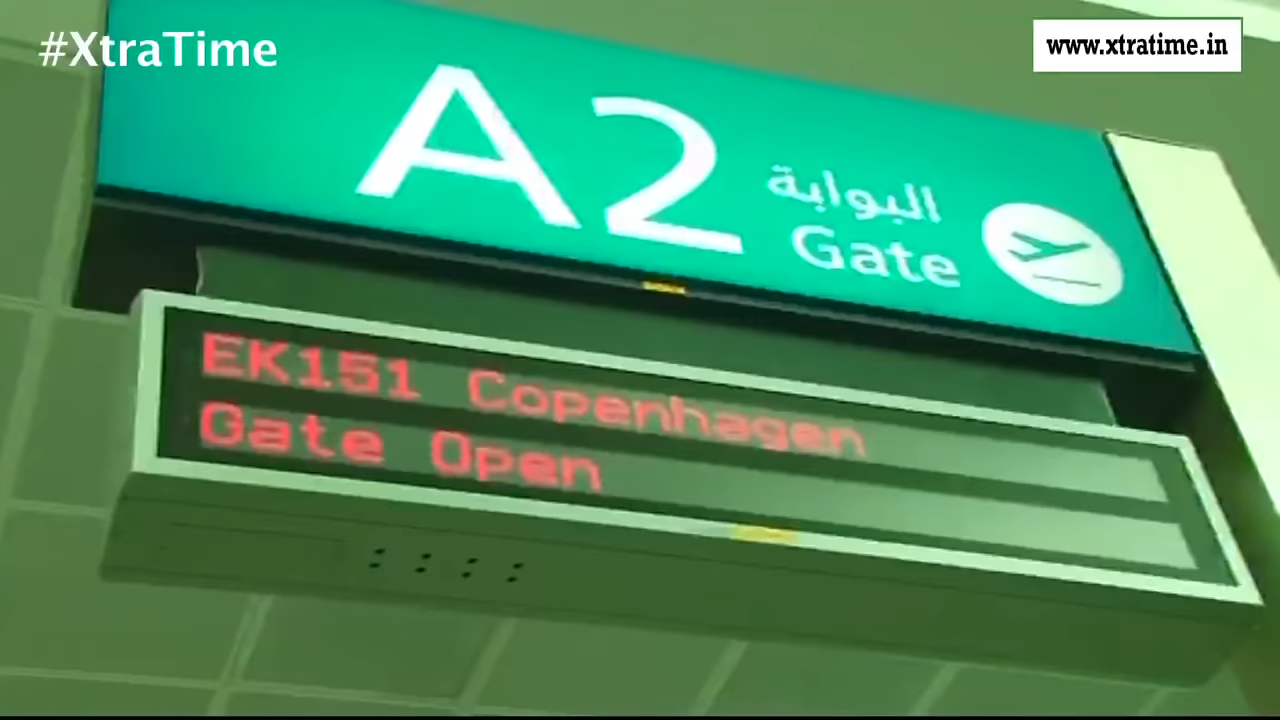 #XtraTime
www.xtratime.in
A2
البوابة
Gate
EK151 Copenhagen
Gate Open